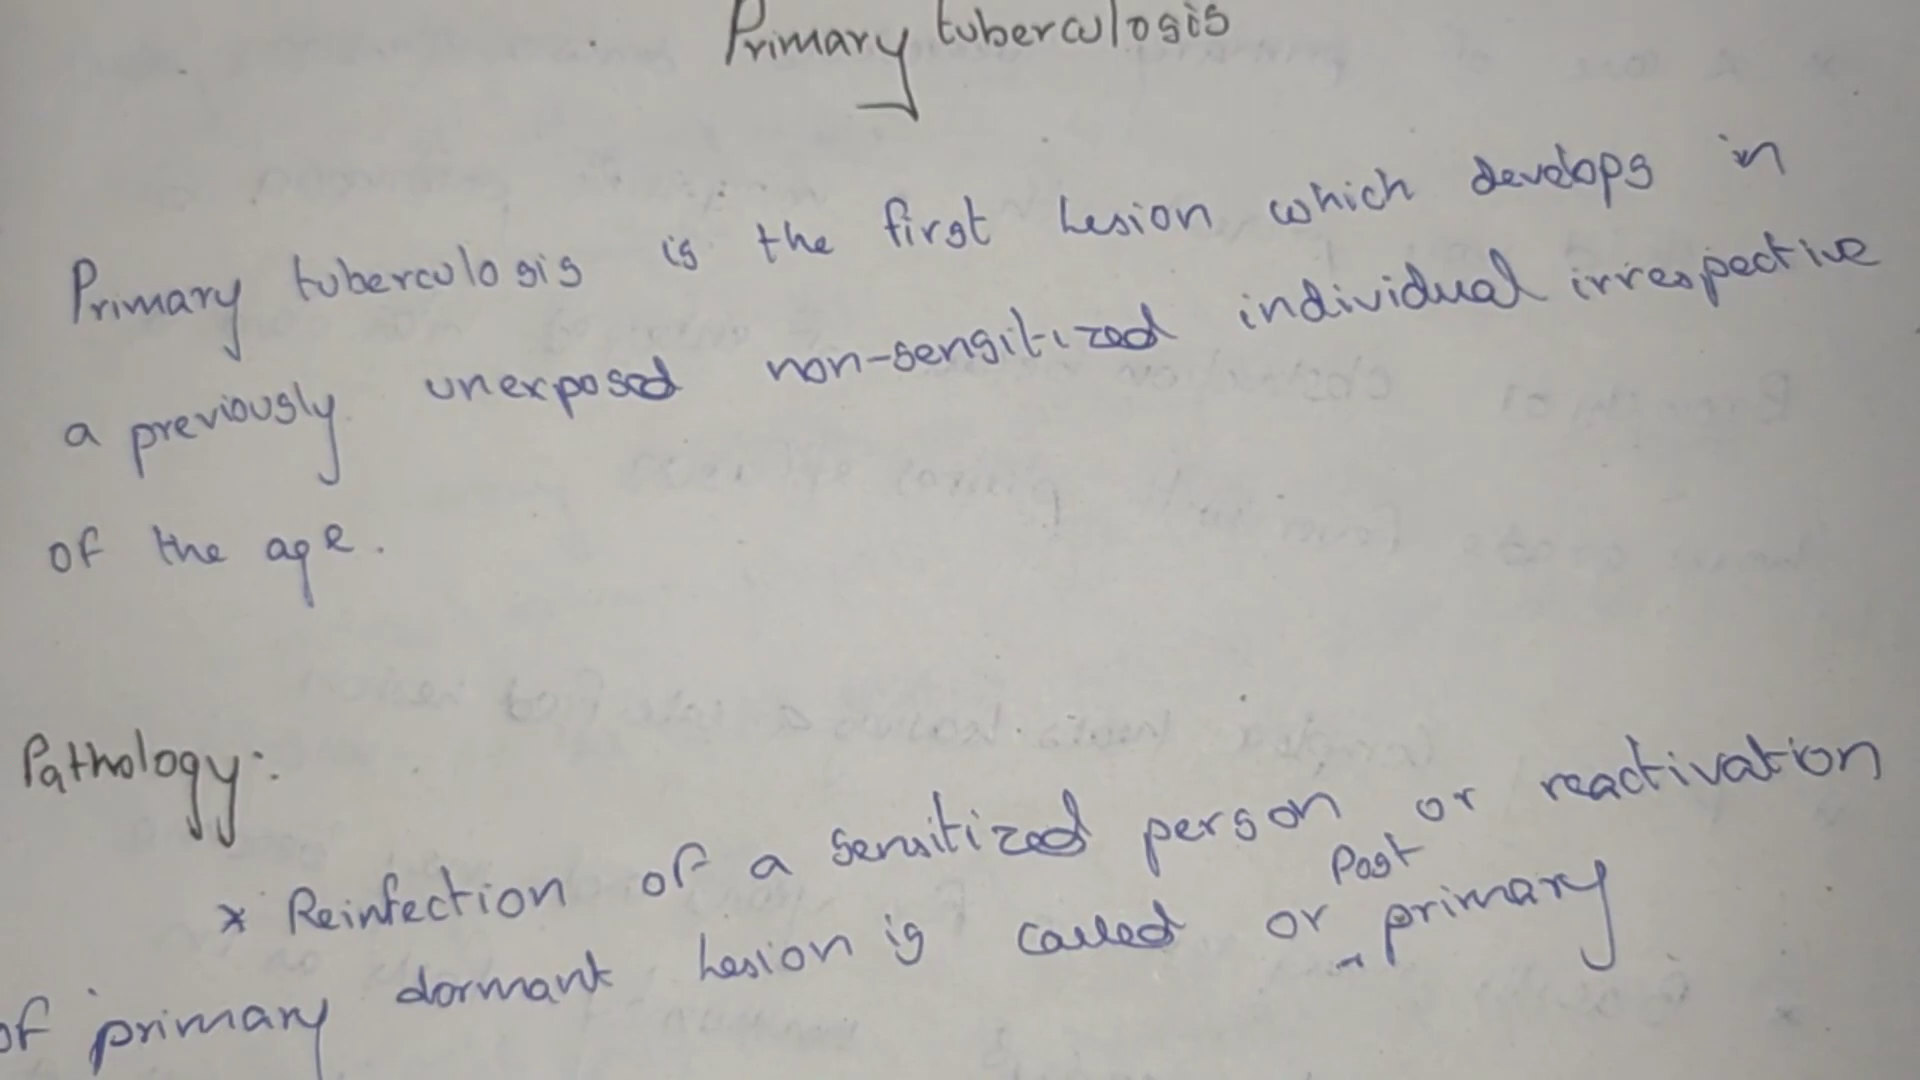 Primary tuberculosis
Primary tuberculosis is the first lesion which develops in
a previously unexposed non-sensitized individual irrespective
of the age.
Pathology:
* Reinfection of a sensitized person or reactivation
of primary dormant lesion is called or post primary